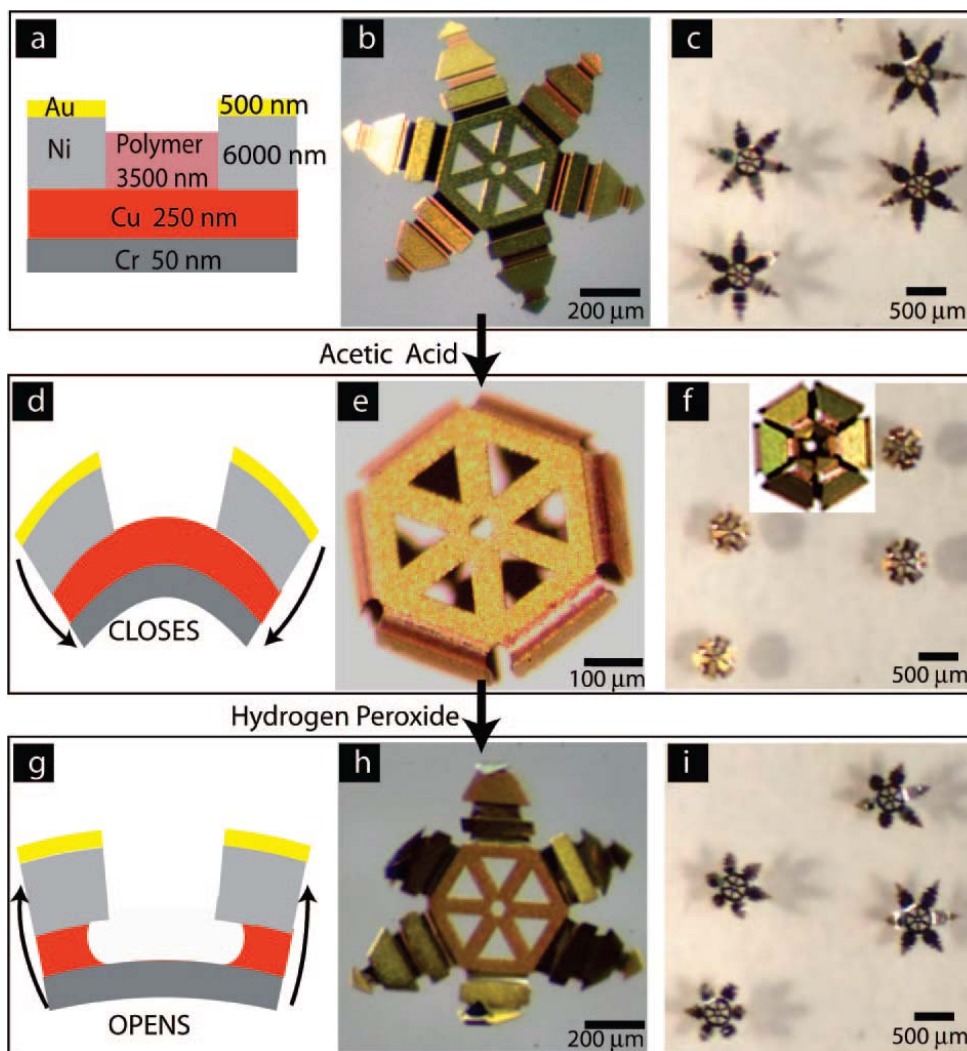 a
Au
500 nm
Ni
Polymer
3500 nm
6000 nm
Cu 250 nm
Cr 50 nm
b
200 μm
c
500 μm
Acetic Acid
d
CLOSES
e
100 μm
f
500 μm
Hydrogen Peroxide
g
OPENS
h
200 μm
i
500 μm